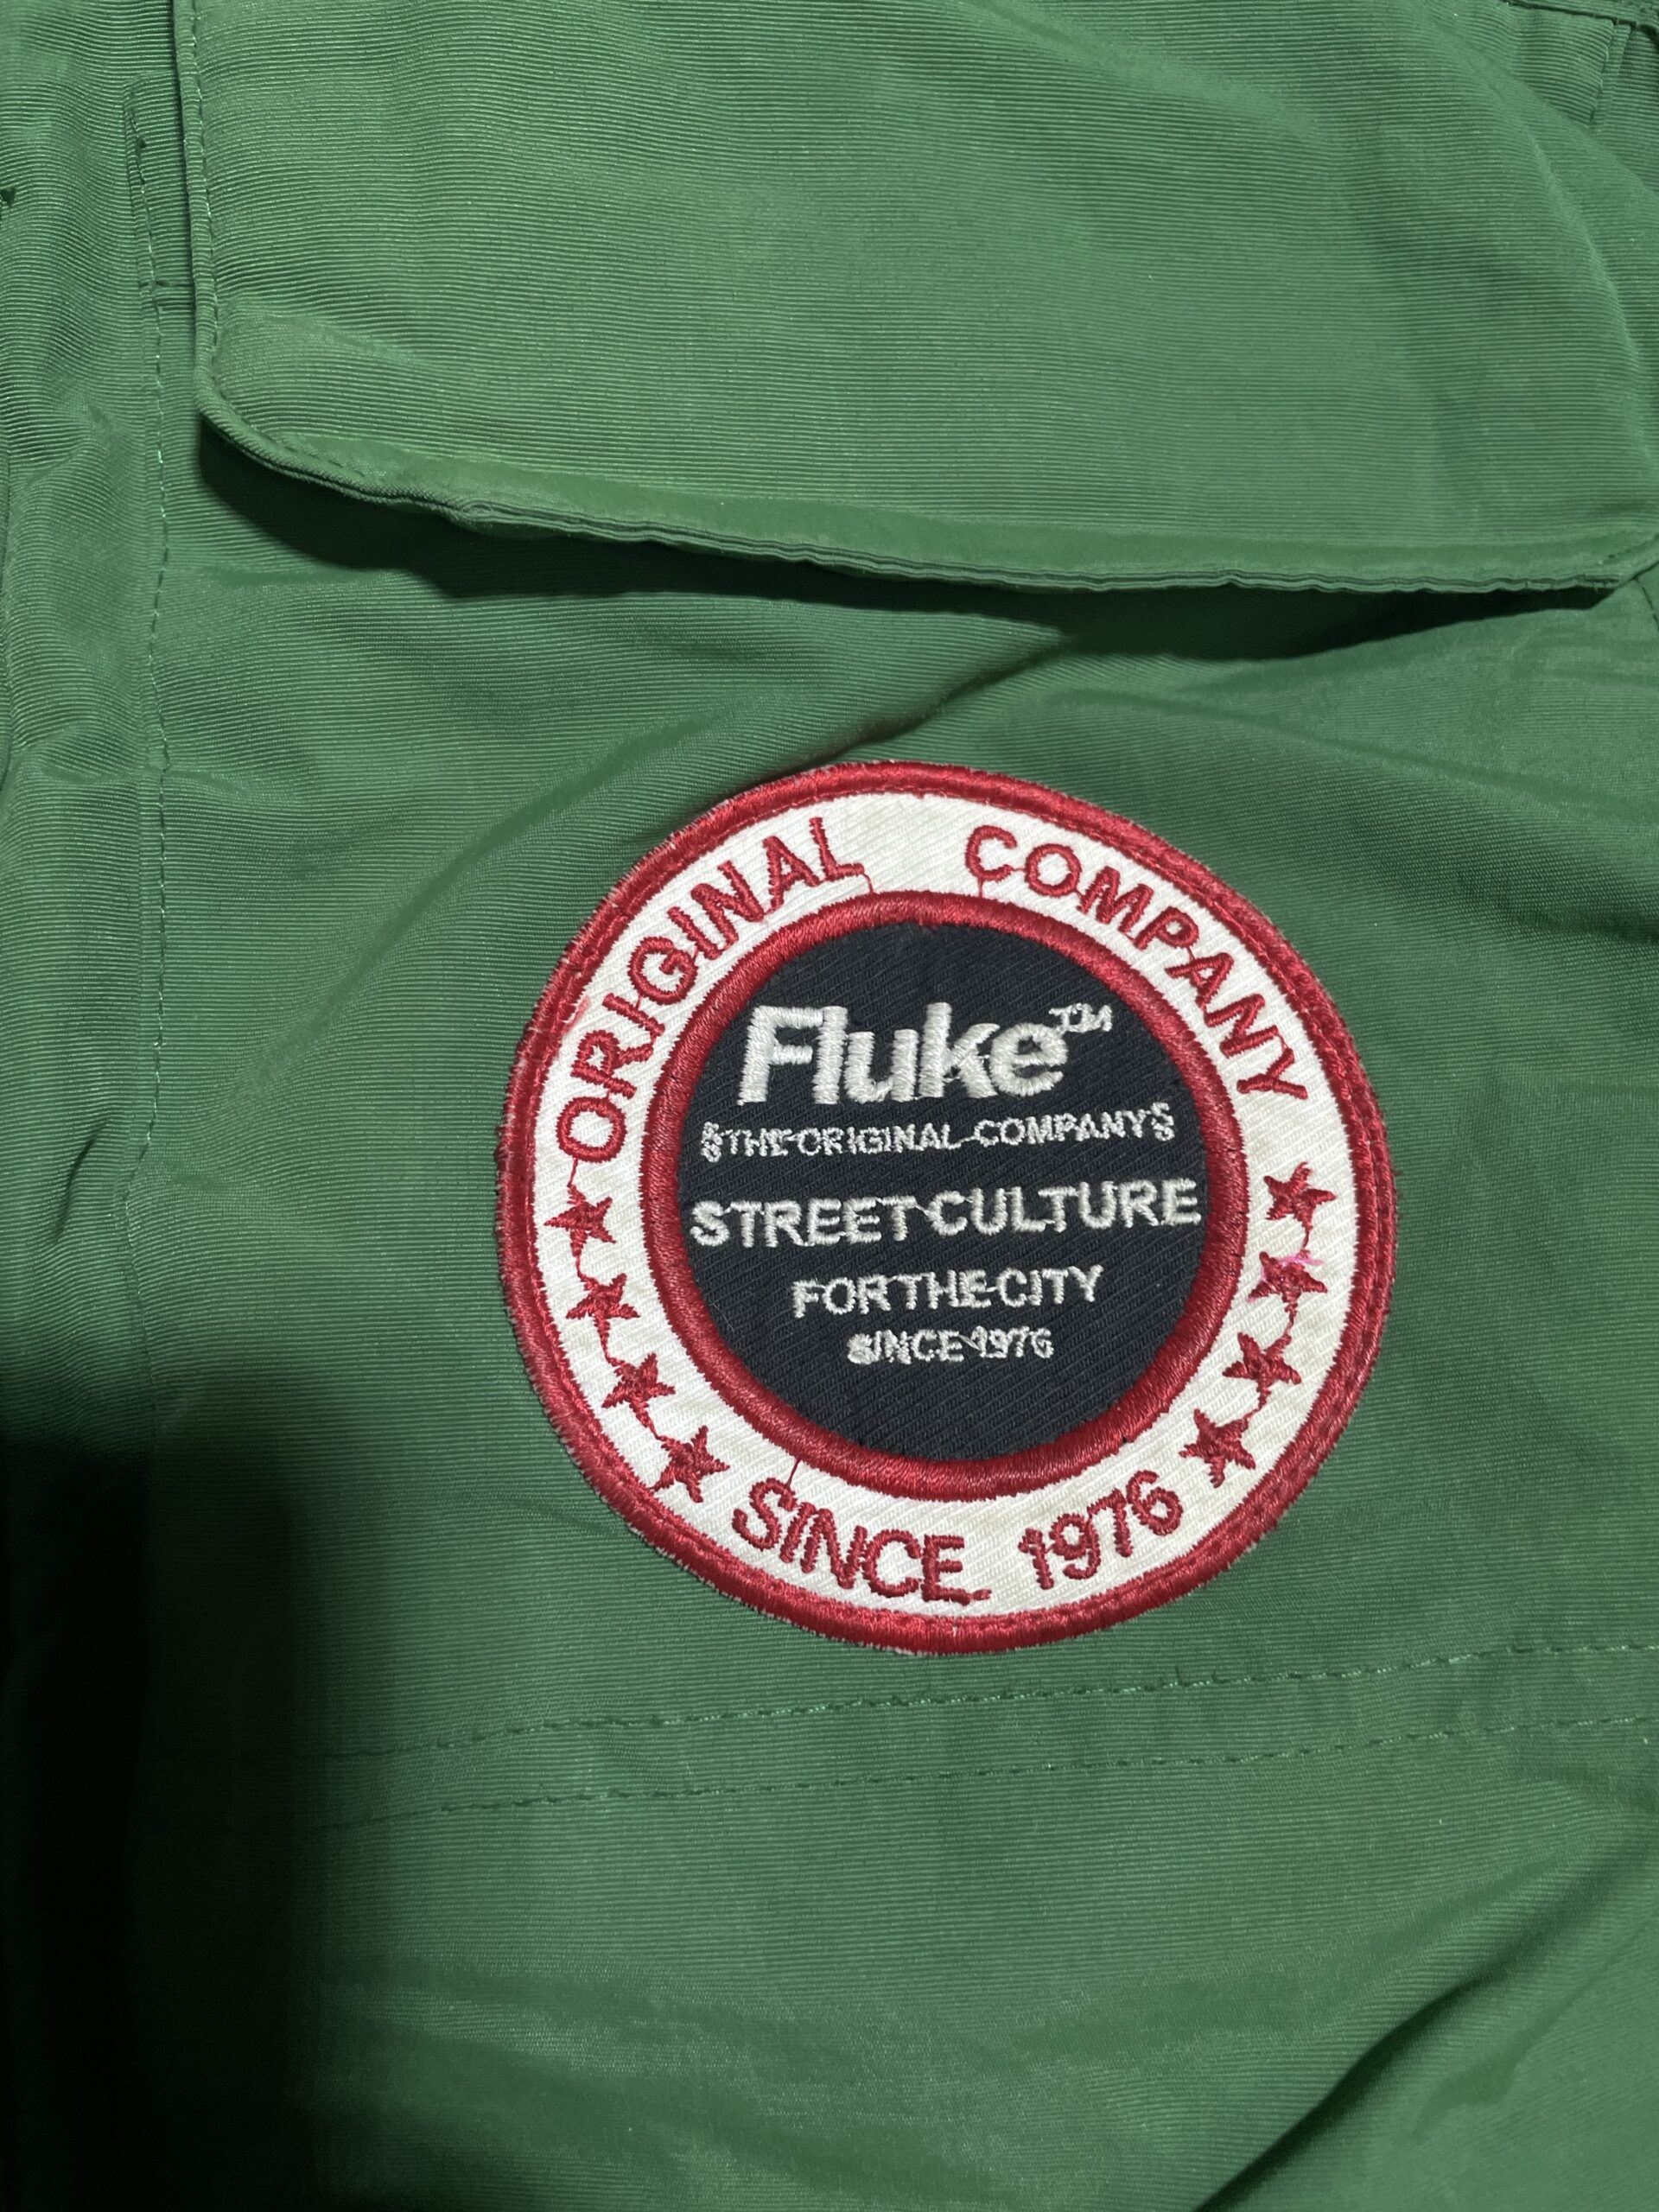 ORIGINAL COMPANY
Fluke™
THE ORIGINAL COMPANY
STREET CULTURE
FOR THE CITY
SINCE 1976
SINCE 1976